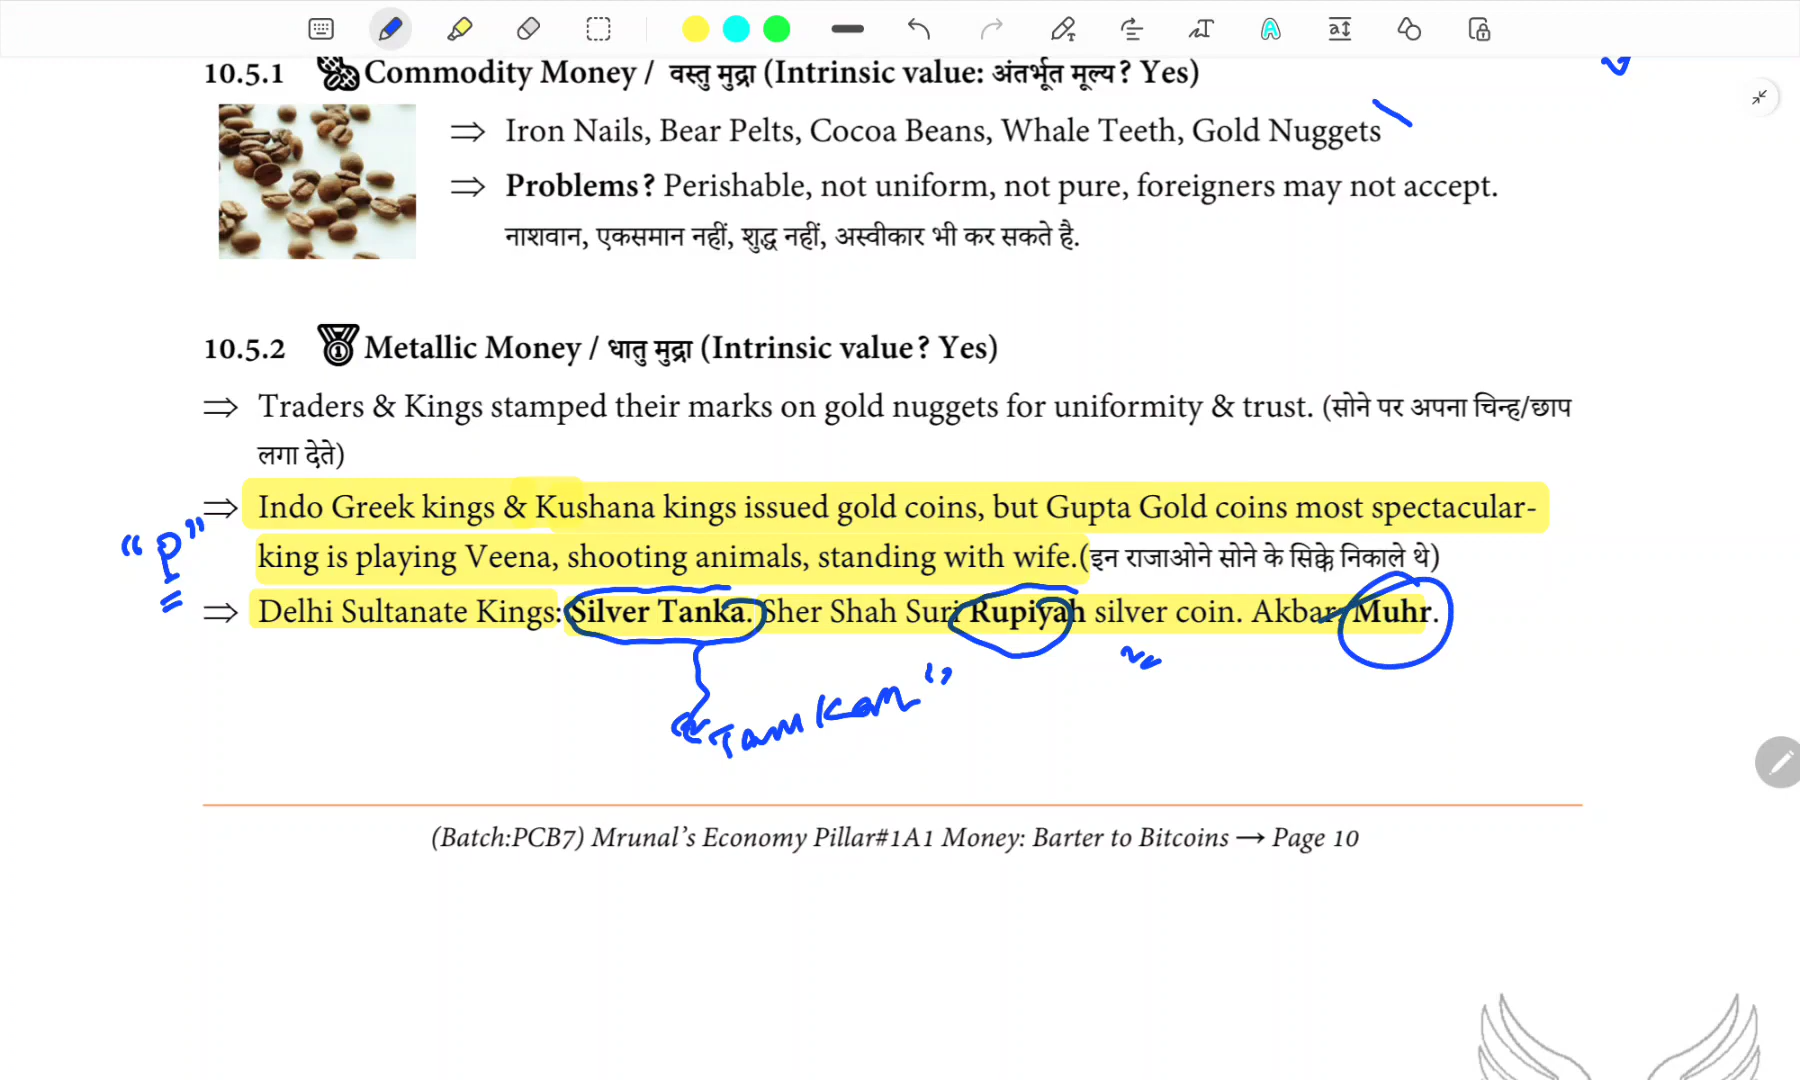 10.5.1 Commodity Money / वस्तु मुद्रा (Intrinsic value: अंतर्भूत मूल्य? Yes)
⇒ Iron Nails, Bear Pelts, Cocoa Beans, Whale Teeth, Gold Nuggets
⇒ Problems? Perishable, not uniform, not pure, foreigners may not accept.
नाशवान, एकसमान नहीं, शुद्ध नहीं, अस्वीकार भी कर सकते है.
10.5.2 Metallic Money / धातु मुद्रा (Intrinsic value? Yes)
⇒ Traders & Kings stamped their marks on gold nuggets for uniformity & trust. (सोने पर अपना चिन्ह/छाप
लगा देते)
⇒ Indo Greek kings & Kushana kings issued gold coins, but Gupta Gold coins most spectacular-
"P"
king is playing Veena, shooting animals, standing with wife.(इन राजाओने सोने के सिक्के निकाले थे)
⇒ Delhi Sultanate Kings: Silver Tanka. Sher Shah Suri Rupiyah silver coin. Akbar: Muhr.
(Batch:PCB7) Mrunal's Economy Pillar#1A1 Money: Barter to Bitcoins → Page 10